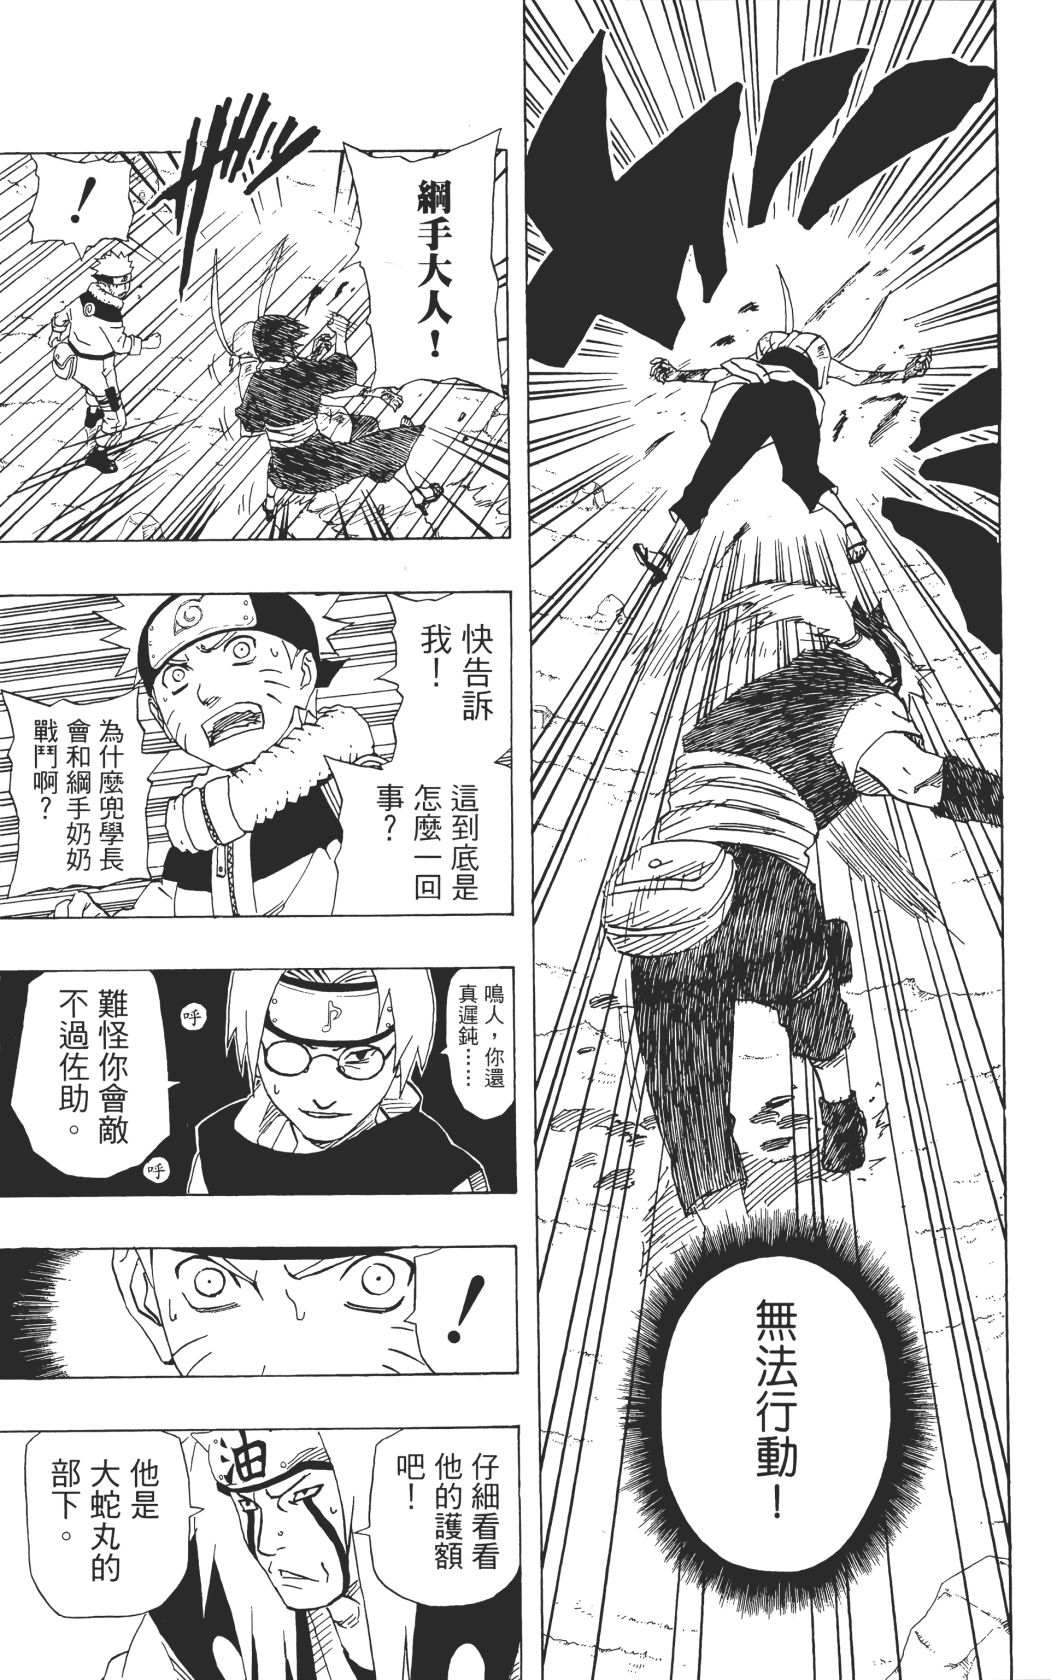 無法行動！
綱手大人！
！
快告訴
我！
這到底是
怎麼一回
事？
為什麼兜學長
會和綱手奶奶
戰鬥啊？
鳴人，你還
真遲鈍……
呼
難怪你會敵
不過佐助。
呼
！
仔細看看
他的護額
吧！
油
他是
大蛇丸的
部下。